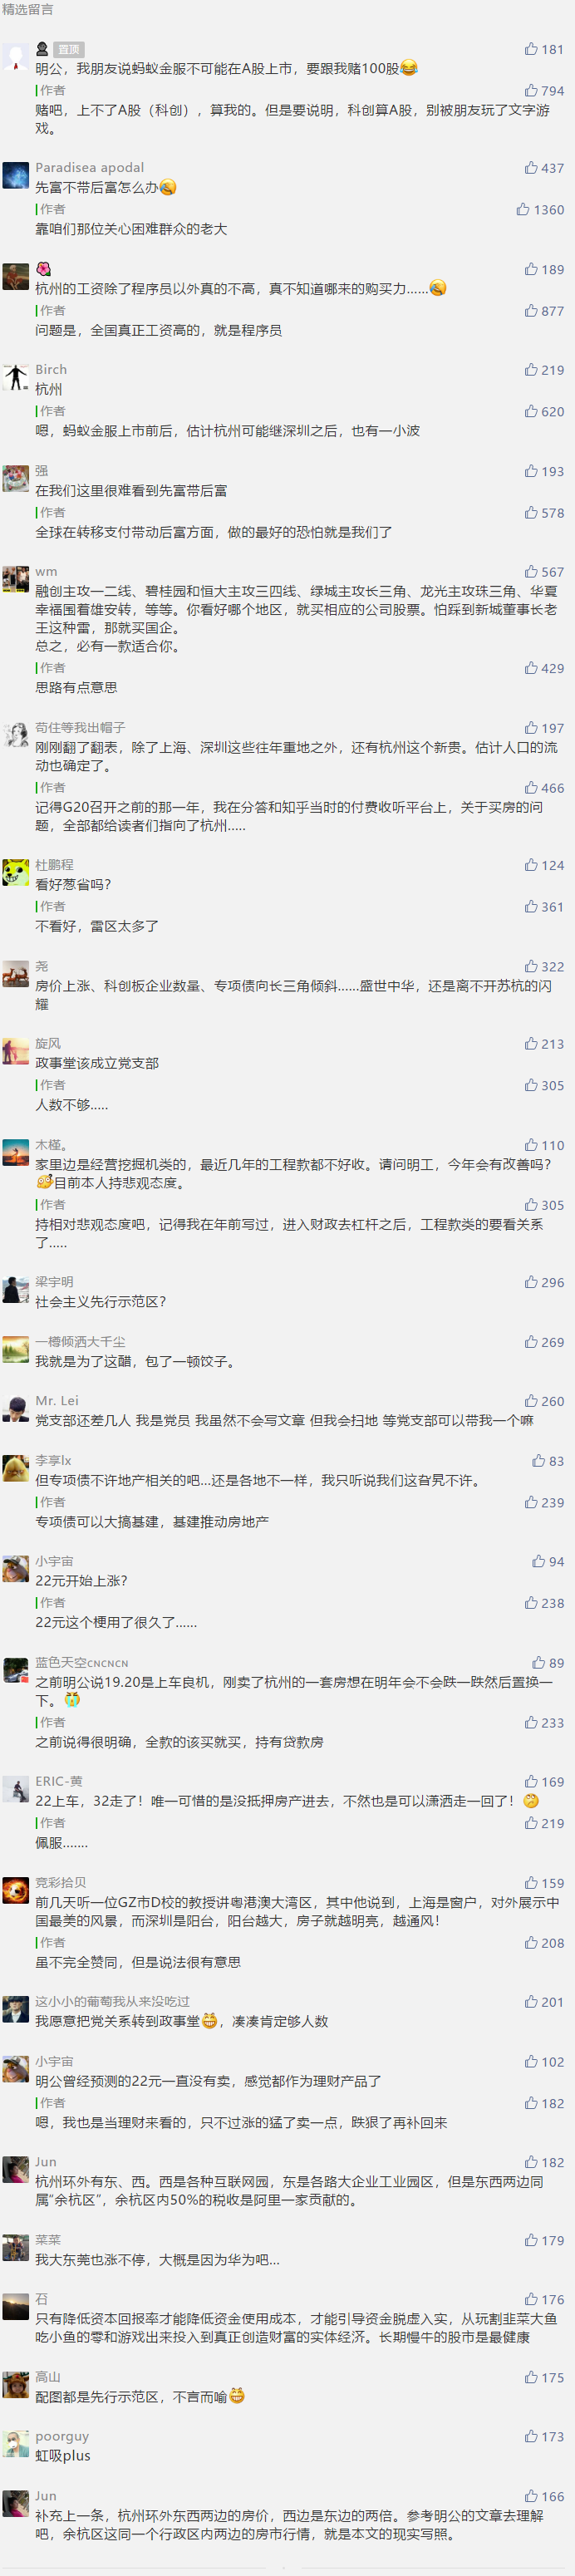 精选留言
置顶
181
明公，我朋友说蚂蚁金服不可能在A股上市，要跟我赌100股😂
作者
794
赌吧，上不了A股（科创），算我的。但是要说明，科创算A股，别被朋友玩了文字游
戏。
Paradisea apodal
437
先富不带后富怎么办
作者
1360
靠咱们那位关心困难群众的老大
🌺
189
杭州的工资除了程序员以外真的不高，真不知道哪来的购买力......
作者
877
问题是，全国真正工资高的，就是程序员
Birch
219
杭州
作者
620
嗯，蚂蚁金服上市前后，估计杭州可能继深圳之后，也有一小波
强
193
在我们这里很难看到先富带后富
作者
578
全球在转移支付带动后富方面，做的最好的恐怕就是我们了
wm
567
融创主攻一二线、碧桂园和恒大主攻三四线、绿城主攻长三角、龙光主攻珠三角、华夏
幸福围着雄安转，等等。你看好哪个地区，就买相应的公司股票。怕踩到新城董事长老
王这种雷，那就买国企。
总之，必有一款适合你。
作者
429
思路有点意思
苟住等我出帽子
197
刚刚翻了翻表，除了上海、深圳这些往年重地之外，还有杭州这个新贵。估计人口的流
动也确定了。
作者
466
记得G20召开之前的那一年，我在分答和知乎当时的付费收听平台上，关于买房的问
题，全部都给读者们指向了杭州.....
杜鹏程
124
看好葱省吗？
作者
361
不看好，雷区太多了
尧
322
房价上涨、科创板企业数量、专项债向长三角倾斜......盛世中华，还是离不开苏杭的闪
耀
旋风
213
政事堂该成立党支部
作者
305
人数不够.....
木槿。
110
家里边是经营挖掘机类的，最近几年的工程款都不好收。请问明工，今年会有改善吗？
目前本人持悲观态度。
作者
305
持相对悲观态度吧，记得我在年前写过，进入财政去杠杆之后，工程款类的要看关系
了.....
梁宇明
296
社会主义先行示范区？
一樽倾洒大千尘
269
我就是为了这醋，包了一顿饺子。
Mr. Lei
260
党支部还差几人 我是党员 我虽然不会写文章 但我会扫地 等党支部可以带我一个嘛
李享lx
83
但专项债不许地产相关的吧...还是各地不一样，我只听说我们这旮旯不许。
作者
239
专项债可以大搞基建，基建推动房地产
小宇宙
94
22元开始上涨？
作者
238
22元这个梗用了很久了......
蓝色天空CNCNCN
89
之前明公说19.20是上车良机，刚卖了杭州的一套房想在明年会不会跌一跌然后置换一
下。😭
作者
233
之前说得很明确，全款的该买就买，持有贷款房
ERIC-黄
169
22上车，32走了！唯一可惜的是没抵押房产进去，不然也是可以潇洒走一回了！
作者
219
佩服.......
竞彩拾贝
159
前几天听一位GZ市D校的教授讲粤港澳大湾区，其中他说到，上海是窗户，对外展示中
国最美的风景，而深圳是阳台，阳台越大，房子就越明亮，越通风！
作者
208
虽不完全赞同，但是说法很有意思
这小小的葡萄我从来没吃过
201
我愿意把党关系转到政事堂😁，凑凑肯定够人数
小宇宙
102
明公曾经预测的22元一直没有卖，感觉都作为理财产品了
作者
182
嗯，我也是当理财来看的，只不过涨的猛了卖一点，跌狠了再补回来
Jun
182
杭州环外有东、西。西是各种互联网园，东是各路大企业工业园区，但是东西两边同
属“余杭区”，余杭区内50%的税收是阿里一家贡献的。
菜菜
179
我大东莞也涨不停，大概是因为华为吧...
石
176
只有降低资本回报率才能降低资金使用成本，才能引导资金脱虚入实，从玩割韭菜大鱼
吃小鱼的零和游戏出来投入到真正创造财富的实体经济。长期慢牛的股市是最健康
高山
175
配图都是先行示范区，不言而喻😁
poorguy
173
虹吸plus
Jun
166
补充上一条，杭州环外东西两边的房价，西边是东边的两倍。参考明公的文章去理解
吧，余杭区这同一个行政区内两边的房市行情，就是本文的现实写照。